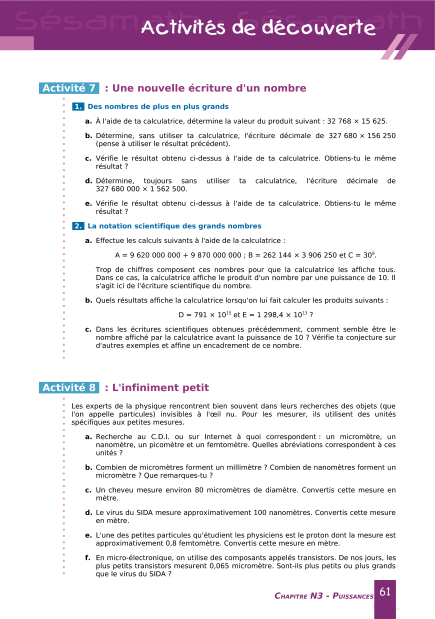 Sésamath Sésamath
Activités de découverte
Activité 7 : Une nouvelle écriture d'un nombre
1. Des nombres de plus en plus grands
a. À l'aide de ta calculatrice, détermine la valeur du produit suivant : 32 768 × 15 625.
b. Détermine, sans utiliser ta calculatrice, l'écriture décimale de 327 680 × 156 250
(pense à utiliser le résultat précédent).
c. Vérifie le résultat obtenu ci-dessus à l'aide de ta calculatrice. Obtiens-tu le même
résultat ?
d. Détermine, toujours sans utiliser ta calculatrice, l'écriture décimale de
327 680 000 × 1 562 500.
e. Vérifie le résultat obtenu ci-dessus à l'aide de ta calculatrice. Obtiens-tu le même
résultat ?
2. La notation scientifique des grands nombres
a. Effectue les calculs suivants à l'aide de la calculatrice :
A = 9 620 000 000 + 9 870 000 000 ; B = 262 144 × 3 906 250 et C = 30⁸.
Trop de chiffres composent ces nombres pour que la calculatrice les affiche tous.
Dans ce cas, la calculatrice affiche le produit d'un nombre par une puissance de 10. Il
s'agit ici de l'écriture scientifique du nombre.
b. Quels résultats affiche la calculatrice lorsqu'on lui fait calculer les produits suivants :
D = 791 × 10¹⁵ et E = 1 298,4 × 10¹³ ?
c. Dans les écritures scientifiques obtenues précédemment, comment semble être le
nombre affiché par la calculatrice avant la puissance de 10 ? Vérifie ta conjecture sur
d'autres exemples et affine un encadrement de ce nombre.
Activité 8 : L'infiniment petit
Les experts de la physique rencontrent bien souvent dans leurs recherches des objets (que
l'on appelle particules) invisibles à l'œil nu. Pour les mesurer, ils utilisent des unités
spécifiques aux petites mesures.
a. Recherche au C.D.I. ou sur Internet à quoi correspondent : un micromètre, un
nanomètre, un picomètre et un femtomètre. Quelles abréviations correspondent à ces
unités ?
b. Combien de micromètres forment un millimètre ? Combien de nanomètres forment un
micromètre ? Que remarques-tu ?
c. Un cheveu mesure environ 80 micromètres de diamètre. Convertis cette mesure en
mètre.
d. Le virus du SIDA mesure approximativement 100 nanomètres. Convertis cette mesure
en mètre.
e. L'une des petites particules qu'étudient les physiciens est le proton dont la mesure est
approximativement 0,8 femtomètre. Convertis cette mesure en mètre.
f. En micro-électronique, on utilise des composants appelés transistors. De nos jours, les
plus petits transistors mesurent 0,065 micromètre. Sont-ils plus petits ou plus grands
que le virus du SIDA ?
CHAPITRE N3 - PUISSANCES 61